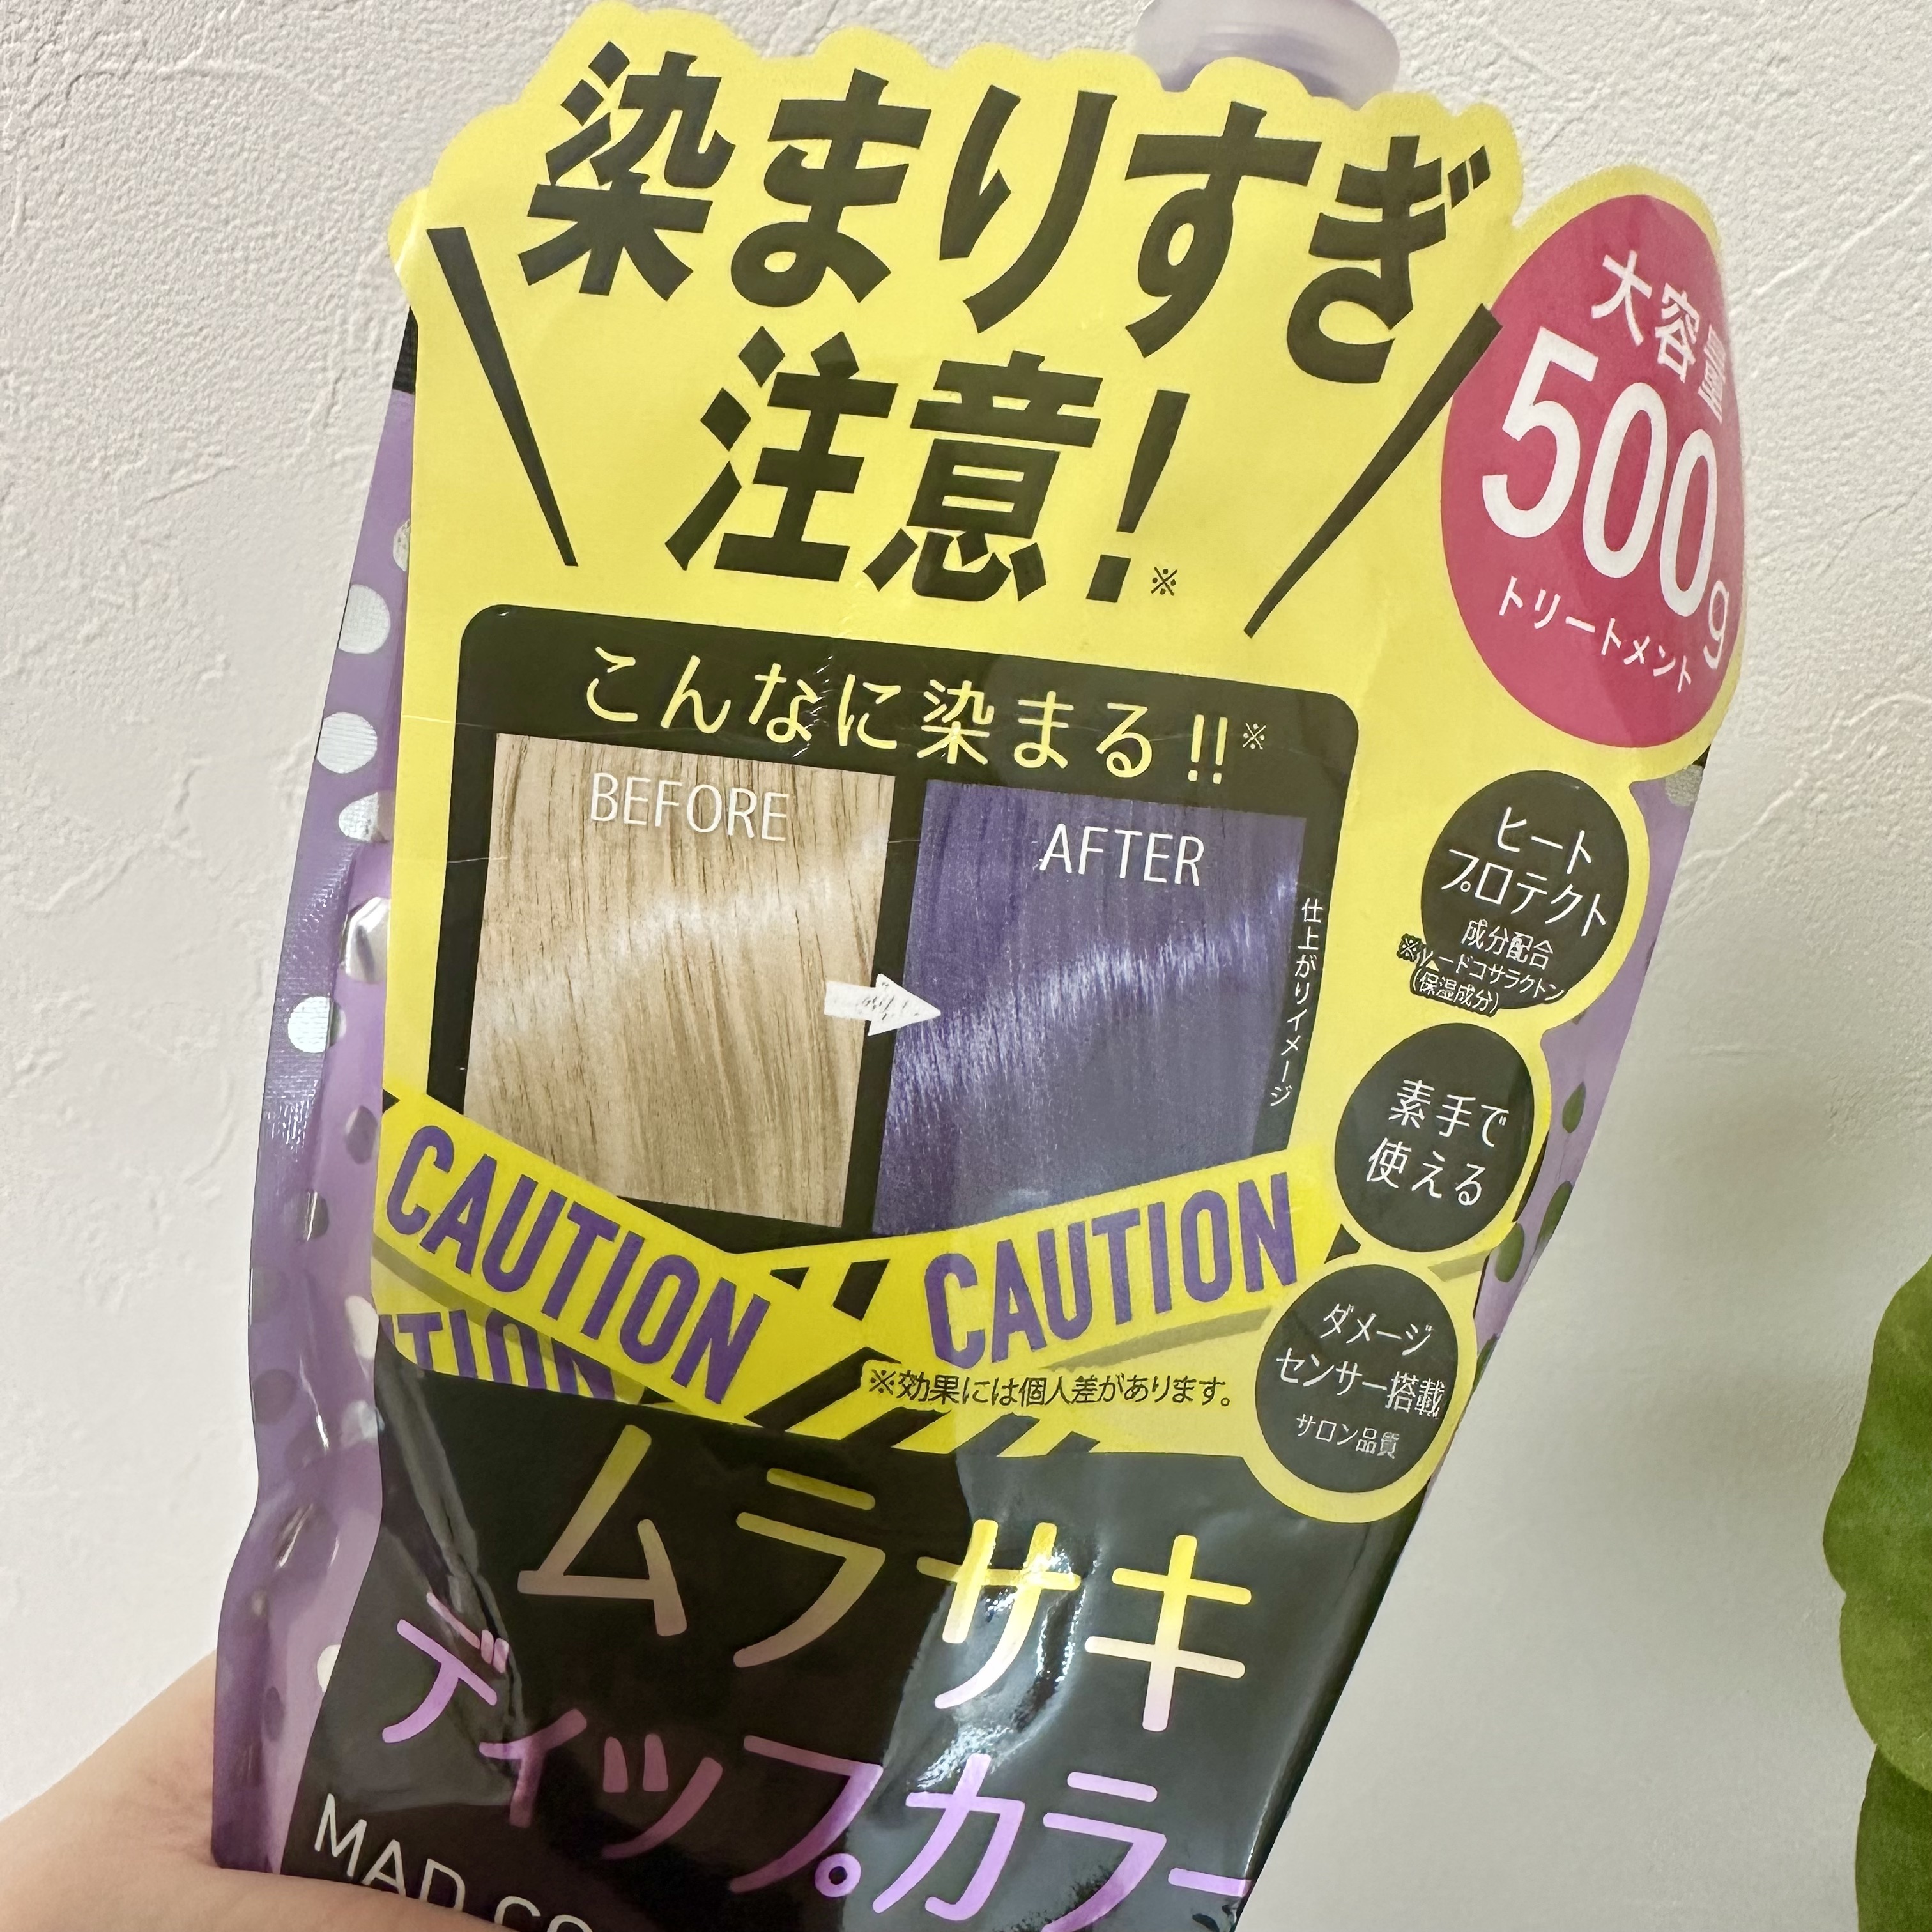 染まりすぎ
注意!※
大容量
500g
トリートメント
こんなに染まる!!※
BEFORE
AFTER
仕上がりイメージ
ヒート
プロテクト
成分配合
(保湿成分)
素手で
使える
ダメージ
センサー搭載
サロン品質
CAUTION
CAUTION
TION
※効果には個人差があります。
ムラサキ
ディップカラー
MAD CO